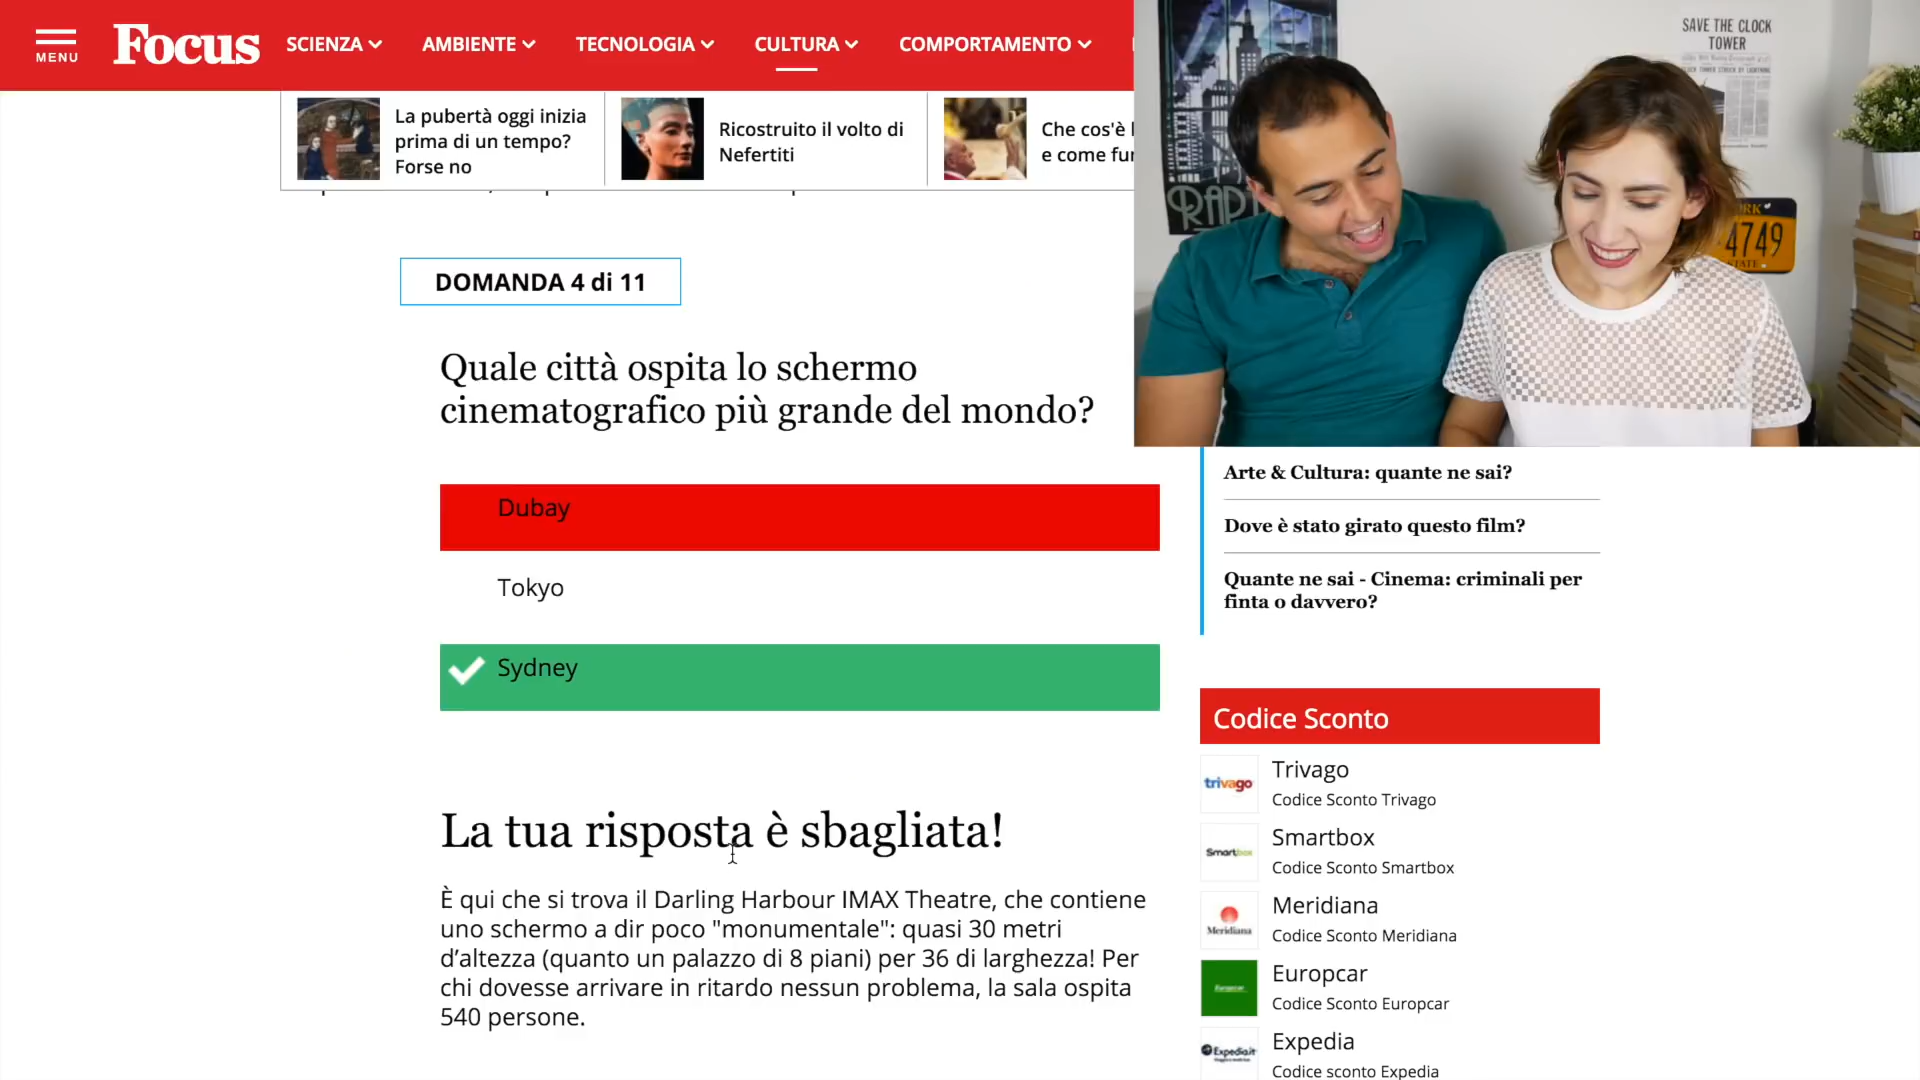 MENU
Focus
SCIENZA
AMBIENTE
TECNOLOGIA
CULTURA
COMPORTAMENTO
La pubertà oggi inizia
prima di un tempo?
Forse no
Ricostruito il volto di
Nefertiti
Che cos'è
e come
SAVE THE CLOCK
TOWER
4749
DOMANDA 4 di 11
Quale città ospita lo schermo
cinematografico più grande del mondo?
Dubay
Tokyo
Sydney
La tua risposta è sbagliata!
È qui che si trova il Darling Harbour IMAX Theatre, che contiene
uno schermo a dir poco "monumentale": quasi 30 metri
d’altezza (quanto un palazzo di 8 piani) per 36 di larghezza! Per
chi dovesse arrivare in ritardo nessun problema, la sala ospita
540 persone.
Arte & Cultura: quante ne sai?
Dove è stato girato questo film?
Quante ne sai - Cinema: criminali per
finta o davvero?
Codice Sconto
trivago
Trivago
Codice Sconto Trivago
Smartbox
Smartbox
Codice Sconto Smartbox
Meridiana
Meridiana
Codice Sconto Meridiana
Europcar
Europcar
Codice Sconto Europcar
Expedia.it
Expedia
Codice sconto Expedia